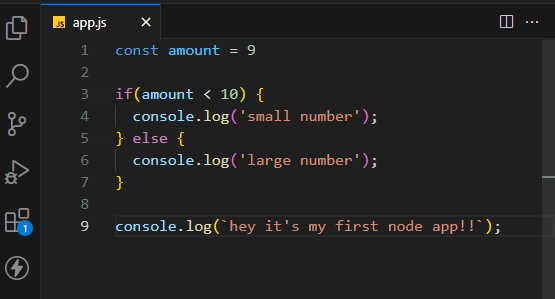 JS app.js ×
1 const amount = 9
2
3 if(amount < 10) {
4   console.log('small number');
5 } else {
6   console.log('large number');
7 }
8
9 console.log(`hey it's my first node app!!`);
1